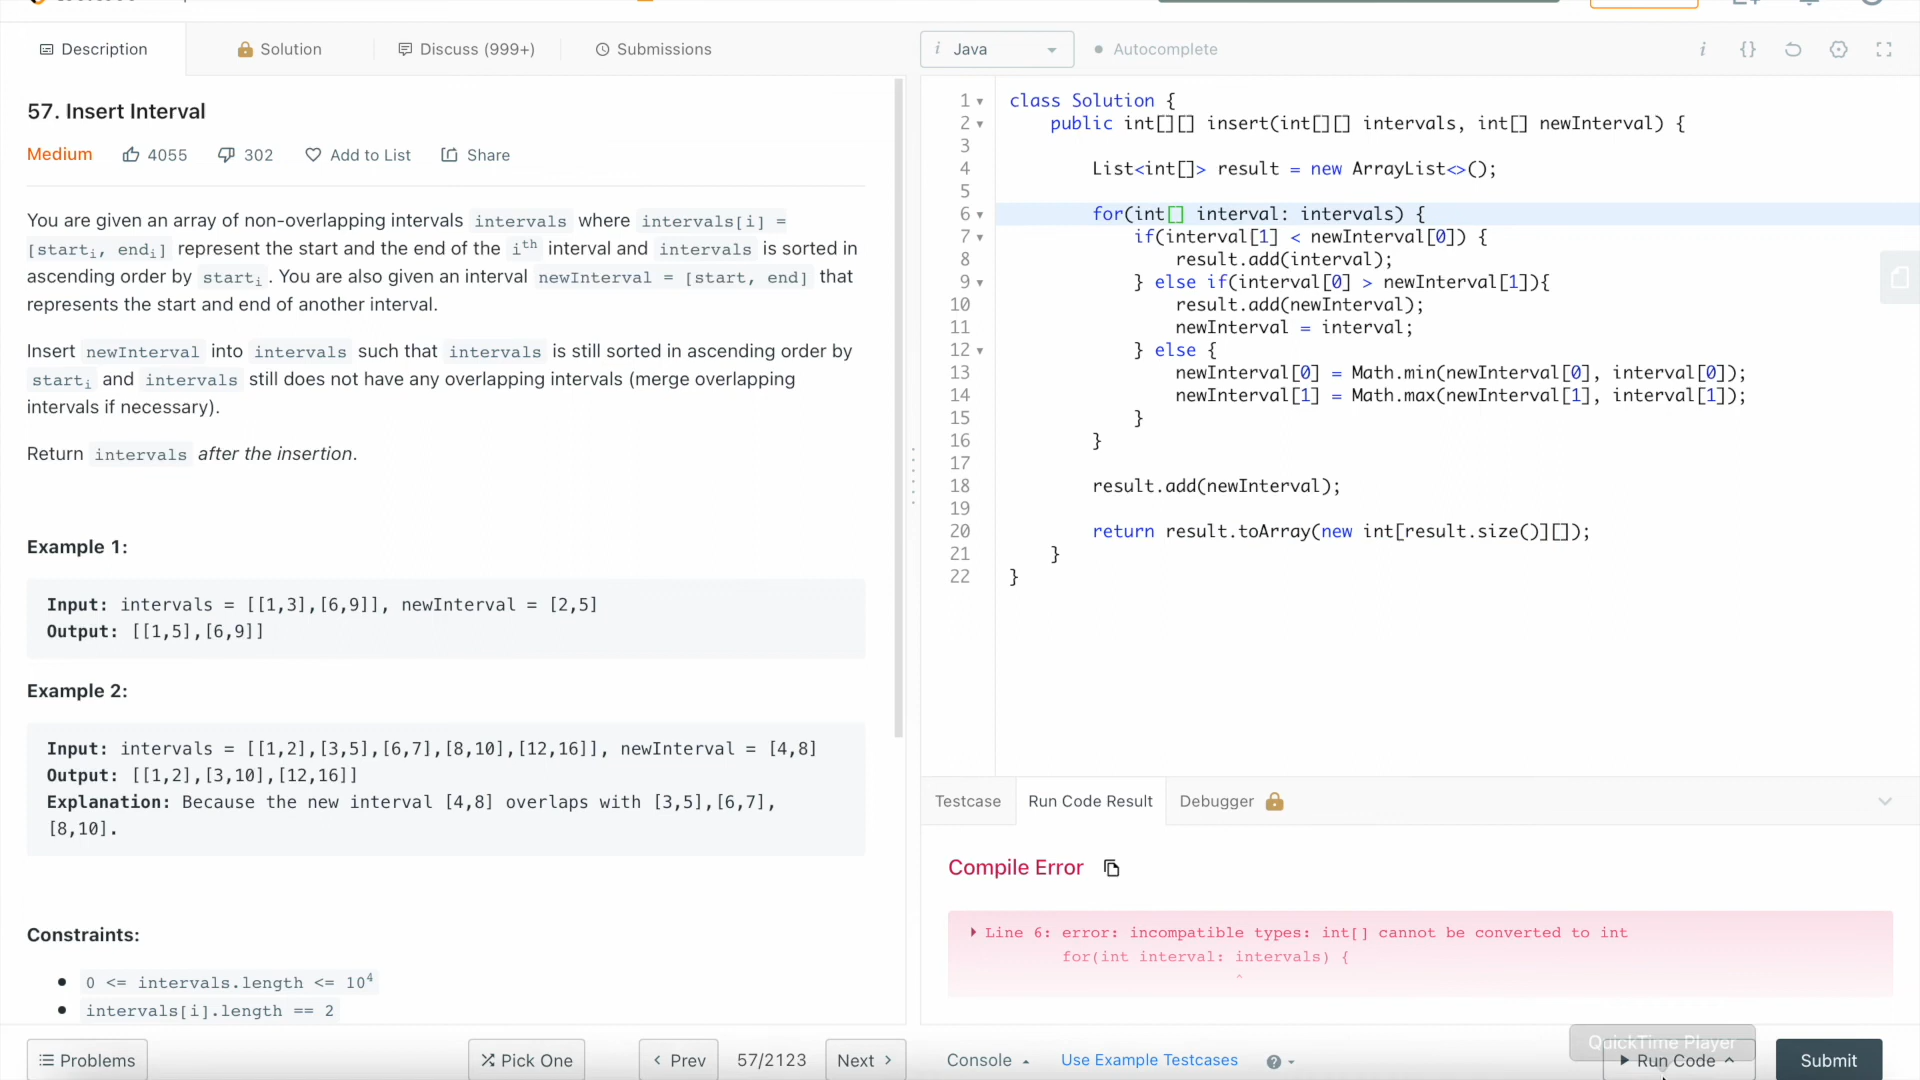 Description
Solution
Discuss (999+)
Submissions
i Java
Autocomplete
i {}
57. Insert Interval
Medium 4055 302 Add to List Share
You are given an array of non-overlapping intervals intervals where intervals[i] =
[starti, endi] represent the start and the end of the ith interval and intervals is sorted in
ascending order by starti. You are also given an interval newInterval = [start, end] that
represents the start and end of another interval.
Insert newInterval into intervals such that intervals is still sorted in ascending order by
starti and intervals still does not have any overlapping intervals (merge overlapping
intervals if necessary).
Return intervals after the insertion.
Example 1:
Input: intervals = [[1,3],[6,9]], newInterval = [2,5]
Output: [[1,5],[6,9]]
Example 2:
Input: intervals = [[1,2],[3,5],[6,7],[8,10],[12,16]], newInterval = [4,8]
Output: [[1,2],[3,10],[12,16]]
Explanation: Because the new interval [4,8] overlaps with [3,5],[6,7],
[8,10].
Constraints:
0 <= intervals.length <= 10^4
intervals[i].length == 2
1 class Solution {
2 public int[][] insert(int[][] intervals, int[] newInterval) {
3
4 List<int[]> result = new ArrayList<>();
5
6 for(int[] interval: intervals) {
7 if(interval[1] < newInterval[0]) {
8 result.add(interval);
9 } else if(interval[0] > newInterval[1]){
10 result.add(newInterval);
11 newInterval = interval;
12 } else {
13 newInterval[0] = Math.min(newInterval[0], interval[0]);
14 newInterval[1] = Math.max(newInterval[1], interval[1]);
15 }
16 }
17
18 result.add(newInterval);
19
20 return result.toArray(new int[result.size()][]);
21 }
22 }
Testcase
Run Code Result
Debugger
Compile Error
Line 6: error: incompatible types: int[] cannot be converted to int
for(int interval: intervals) {
^
Problems
Pick One
< Prev
57/2123
Next >
Console
Use Example Testcases
?
QuickTime Player
Run Code
Submit